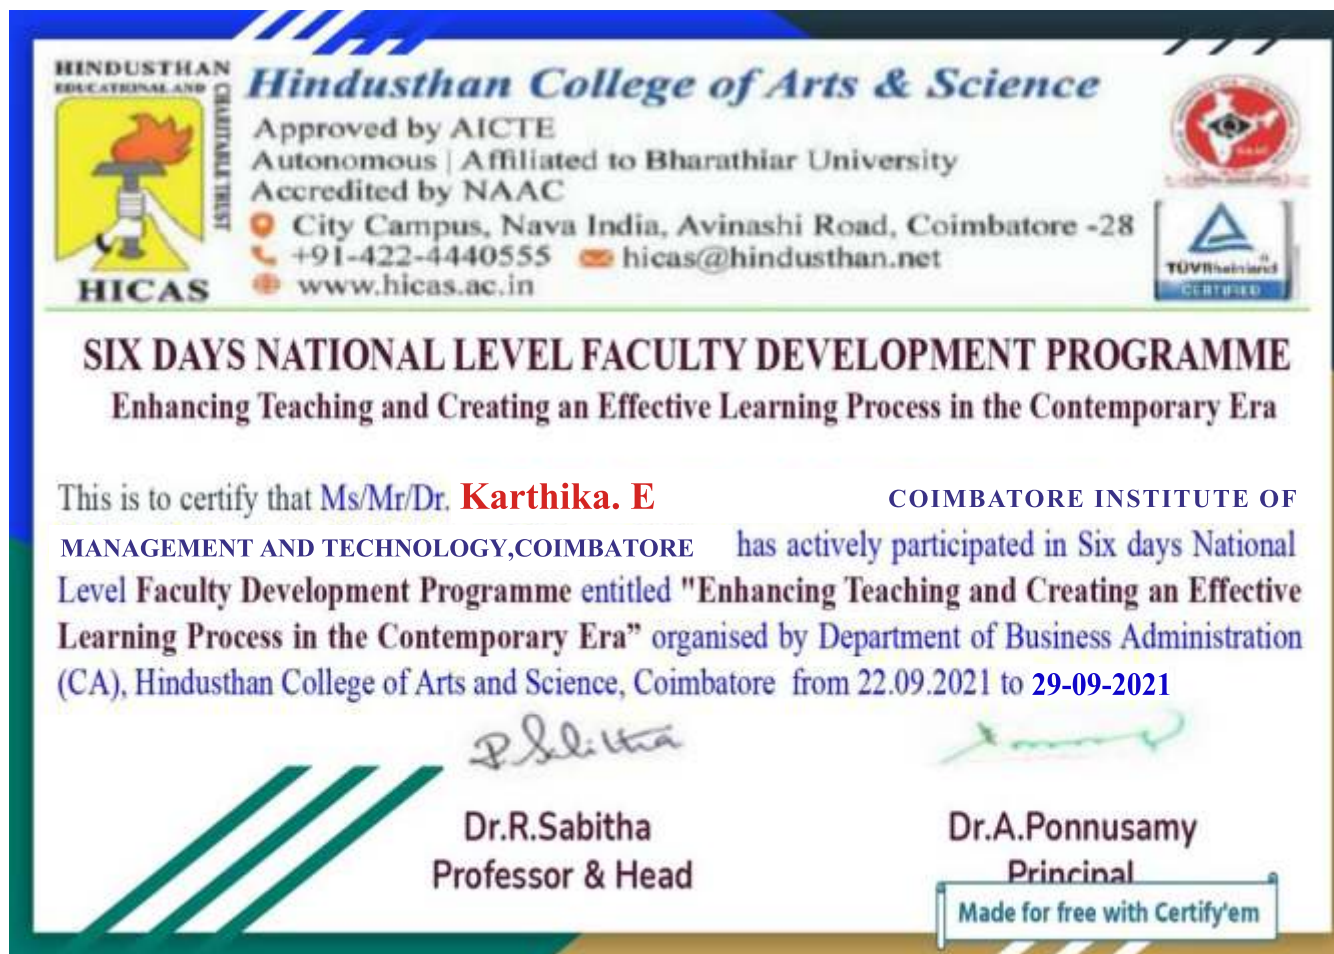 HINDUSTHAN
EDUCATIONAL AND
CHARITABLE TRUST
HICAS
Hindusthan College of Arts & Science
Approved by AICTE
Autonomous | Affiliated to Bharathiar University
Accredited by NAAC
City Campus, Nava India, Avinashi Road, Coimbatore -28
+91-422-4440555 hicas@hindusthan.net
www.hicas.ac.in
TÜVRheinland
CERTIFIED
SIX DAYS NATIONAL LEVEL FACULTY DEVELOPMENT PROGRAMME
Enhancing Teaching and Creating an Effective Learning Process in the Contemporary Era
This is to certify that Ms/Mr/Dr. Karthika. E COIMBATORE INSTITUTE OF
MANAGEMENT AND TECHNOLOGY,COIMBATORE has actively participated in Six days National
Level Faculty Development Programme entitled "Enhancing Teaching and Creating an Effective
Learning Process in the Contemporary Era” organised by Department of Business Administration
(CA), Hindusthan College of Arts and Science, Coimbatore from 22.09.2021 to 29-09-2021
Dr.R.Sabitha
Professor & Head
Dr.A.Ponnusamy
Principal
Made for free with Certify'em